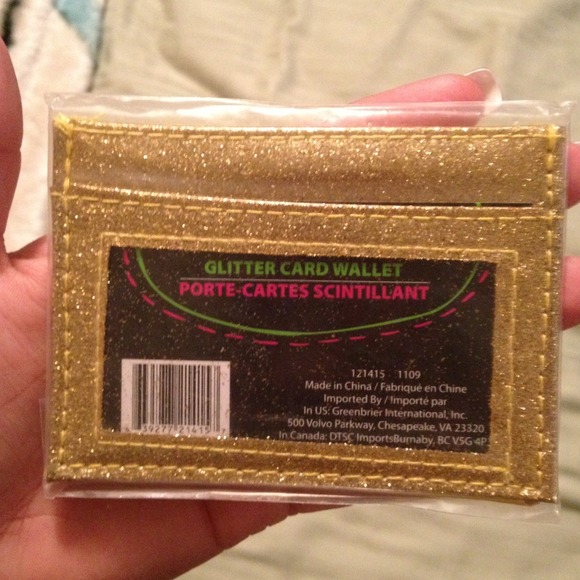 GLITTER CARD WALLET
PORTE-CARTES SCINTILLANT
121415 1109
Made in China / Fabriqué en Chine
Imported By / Importé par
In US: Greenbrier International, Inc.
500 Volvo Parkway, Chesapeake, VA 23320
In Canada: DTSC ImportsBurnaby, BC V5G 4P